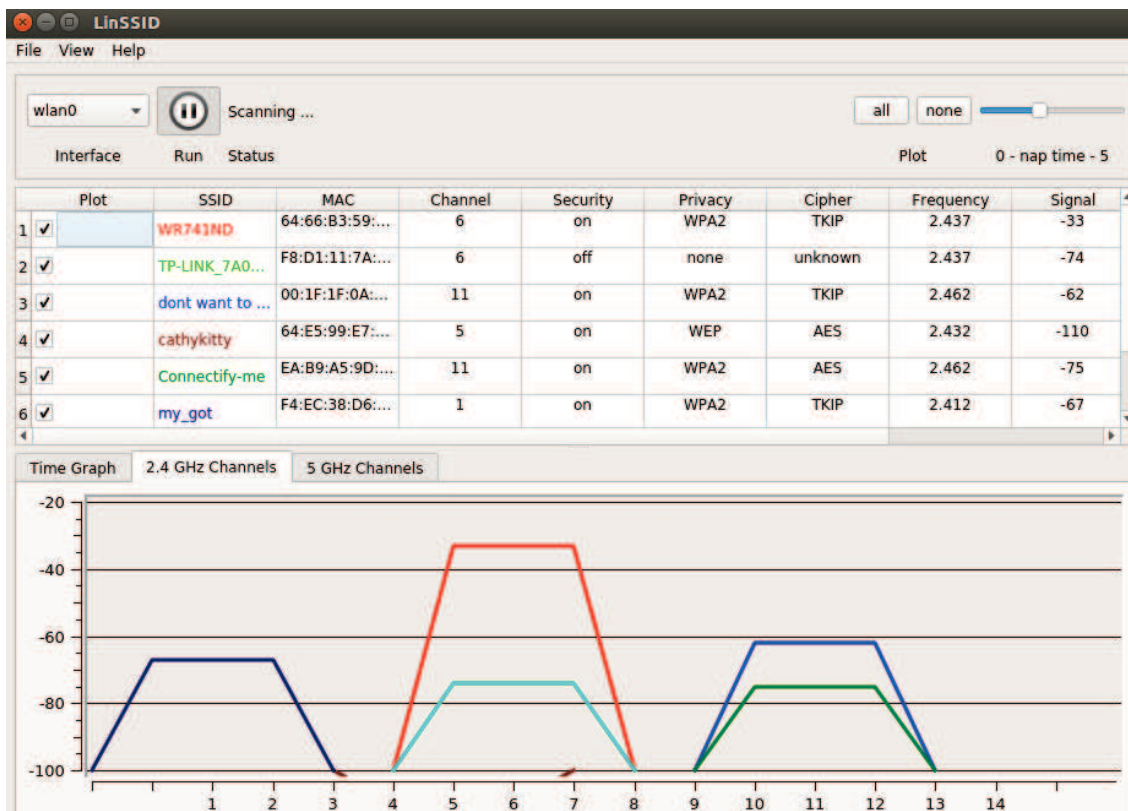 LinSSID
File View Help
wlan0 Scanning ... all none
Interface Run Status Plot 0 - nap time - 5
Plot SSID MAC Channel Security Privacy Cipher Frequency Signal
1 WR741ND 64:66:B3:59:... 6 on WPA2 TKIP 2.437 -33
2 TP-LINK_7A0... F8:D1:11:7A:... 6 off none unknown 2.437 -74
3 dont want to ... 00:1F:1F:0A:... 11 on WPA2 TKIP 2.462 -62
4 cathykitty 64:E5:99:E7:... 5 on WEP AES 2.432 -110
5 Connectify-me EA:B9:A5:9D:... 11 on WPA2 AES 2.462 -75
6 my_got F4:EC:38:D6:... 1 on WPA2 TKIP 2.412 -67
Time Graph 2.4 GHz Channels 5 GHz Channels
-20
-40
-60
-80
-100
1 2 3 4 5 6 7 8 9 10 11 12 13 14